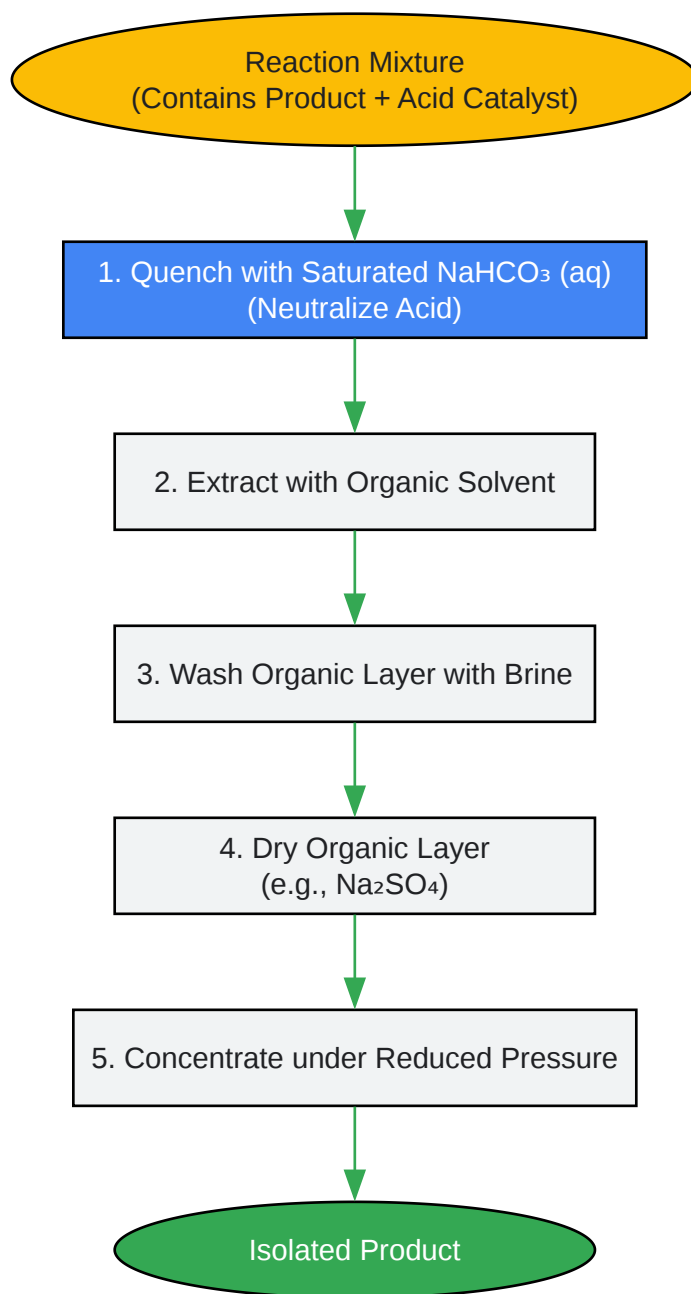 Reaction Mixture
(Contains Product + Acid Catalyst)
1. Quench with Saturated NaHCO₃ (aq)
(Neutralize Acid)
2. Extract with Organic Solvent
3. Wash Organic Layer with Brine
4. Dry Organic Layer
(e.g., Na₂SO₄)
5. Concentrate under Reduced Pressure
Isolated Product